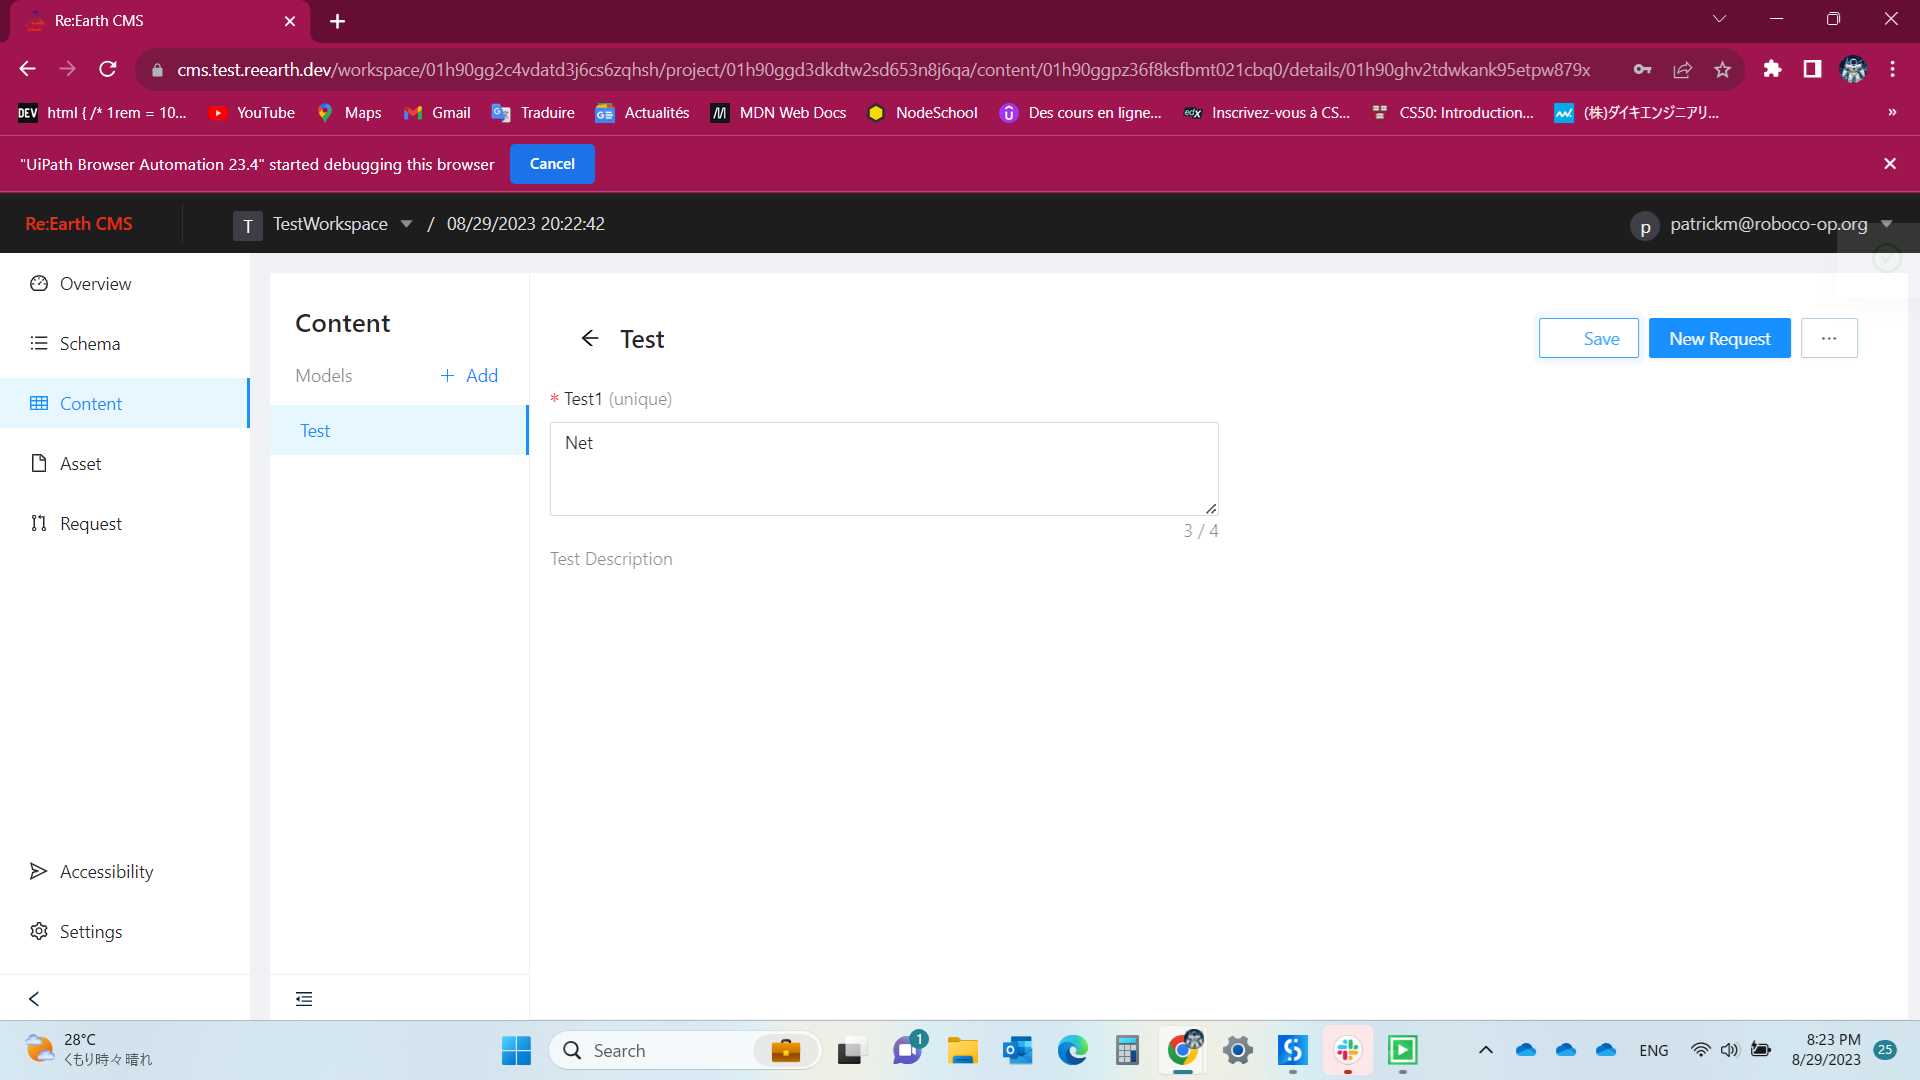 Re:Earth CMS
cms.test.reearth.dev/workspace/01h90gg2c4vdatd3j6cs6zqhsh/project/01h90ggd3dkdtw2sd653n8j6qa/content/01h90ggpz36f8ksfbmt021cbq0/details/01h90ghv2tdwkank95etpw879x
DEV html { /* 1rem = 10... YouTube Maps Gmail Traduire Actualités MDN Web Docs NodeSchool Des cours en ligne... edX Inscrivez-vous à CS... CS50: Introduction... (株)ダイキエンジニアリ... »
"UiPath Browser Automation 23.4" started debugging this browser Cancel
Re:Earth CMS T TestWorkspace / 08/29/2023 20:22:42 p patrickm@roboco-op.org
Overview
Schema
Content
Asset
Request
Accessibility
Settings
Content
Models + Add
Test
Test
Save New Request ...
* Test1 (unique)
Net
3 / 4
Test Description
28°C
くもり時々晴れ
Search
1
ENG
8:23 PM
8/29/2023
25